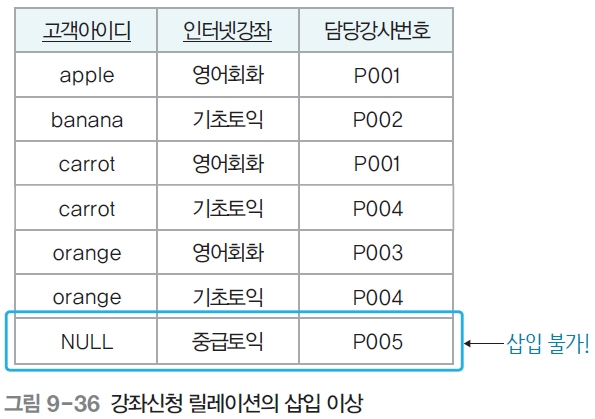 고객아이디 인터넷강좌 담당강사번호
apple 영어회화 P001
banana 기초토익 P002
carrot 영어회화 P001
carrot 기초토익 P004
orange 영어회화 P003
orange 기초토익 P004
NULL 중급토익 P005 삽입 불가!
그림 9-36 강좌신청 릴레이션의 삽입 이상